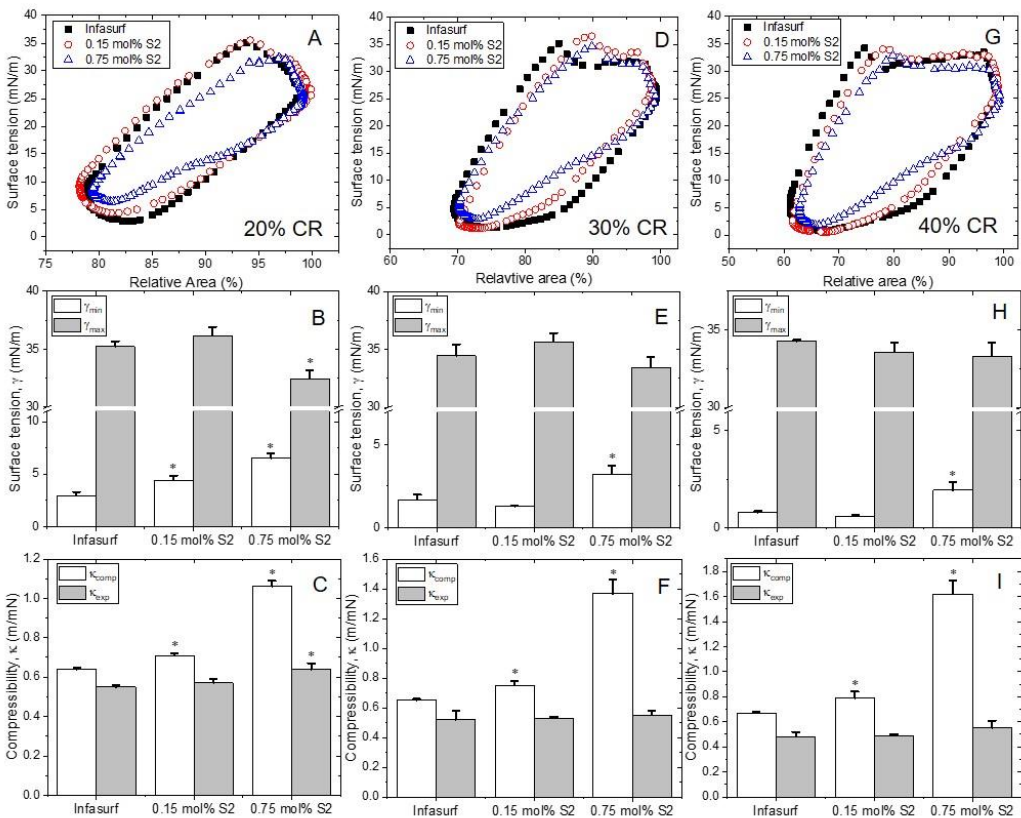 Surface tension (mN/m)
40
35
30
25
20
15
10
5
0
Infasurf
0.15 mol% S2
0.75 mol% S2
A
20% CR
75 80 85 90 95 100
Relative Area (%)
Surface tension (mN/m)
40
35
30
25
20
15
10
5
0
Infasurf
0.15 mol% S2
0.75 mol% S2
D
30% CR
60 70 80 90 100
Relavtive area (%)
Surface tension (mN/m)
40
35
30
25
20
15
10
5
0
Infasurf
0.15 mol% S2
0.75 mol% S2
G
40% CR
50 60 70 80 90 100
Relative area (%)
Surface tension, γ (mN/m)
40
35
30
10
5
0
γmin
γmax
B
*
*
*
Infasurf 0.15 mol% S2 0.75 mol% S2
Surface tension, γ (mN/m)
40
35
30
5
0
γmin
γmax
E
*
Infasurf 0.15 mol% S2 0.75 mol% S2
Surface tension, γ (mN/m)
35
5
0
γmin
γmax
H
*
Infasurf 0.15 mol% S2 0.75 mol% S2
Compressibility, κ (m/mN)
1.2
1.0
0.8
0.6
0.4
0.2
0.0
κcomp
κexp
C
*
*
*
Infasurf 0.15 mol% S2 0.75 mol% S2
Compressibility, κ (m/mN)
1.6
1.4
1.2
1.0
0.8
0.6
0.4
0.2
0.0
κcomp
κexp
F
*
*
Infasurf 0.15 mol% S2 0.75 mol% S2
Compressibility, κ (m/mN)
1.8
1.6
1.4
1.2
1.0
0.8
0.6
0.4
0.2
0.0
κcomp
κexp
I
*
*
Infasurf 0.15 mol% S2 0.75 mol% S2